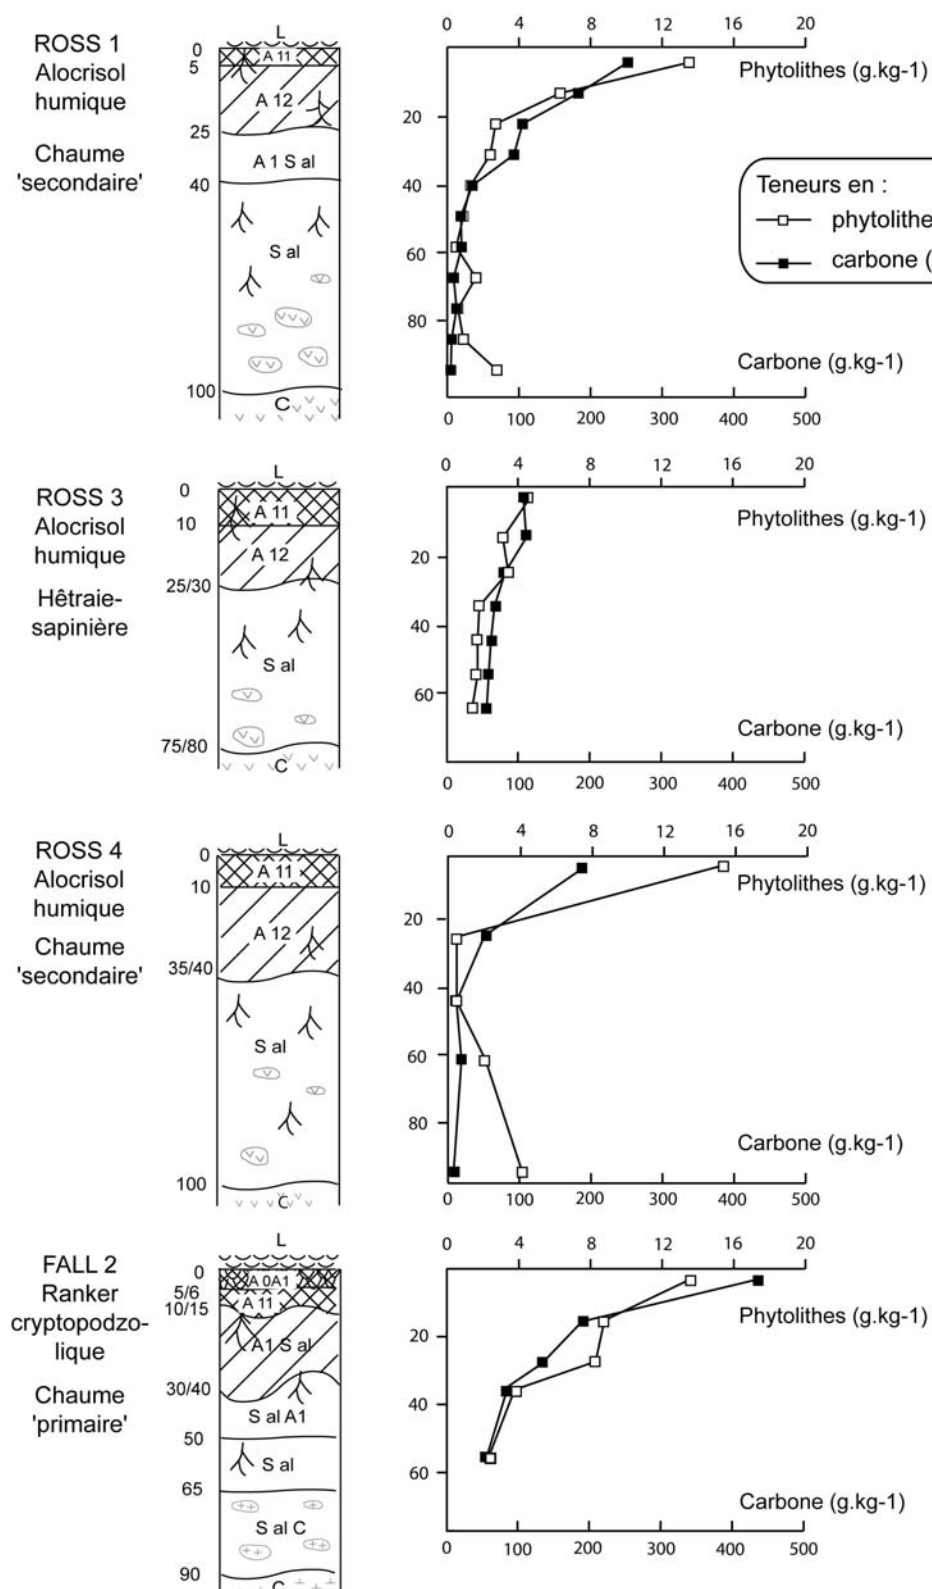 ROSS 1
Alocrisol
humique
Chaume
'secondaire'
L
0
5
25
40
100
A 11
A 12
A 1 S al
S al
C
0 4 8 12 16 20
Phytolithes (g.kg-1)
20
40
60
80
Teneurs en :
phytolithe
carbone (
Carbone (g.kg-1)
0 100 200 300 400 500
ROSS 3
Alocrisol
humique
Hêtraie-
sapinière
L
0
10
25/30
75/80
A 11
A 12
S al
C
0 4 8 12 16 20
Phytolithes (g.kg-1)
20
40
60
Carbone (g.kg-1)
0 100 200 300 400 500
ROSS 4
Alocrisol
humique
Chaume
'secondaire'
L
0
10
35/40
100
A 11
A 12
S al
C
0 4 8 12 16 20
Phytolithes (g.kg-1)
20
40
60
80
Carbone (g.kg-1)
0 100 200 300 400 500
FALL 2
Ranker
cryptopodzo-
lique
Chaume
'primaire'
L
0
5/6
10/15
30/40
50
65
90
A 0A1
A 11
A1 S al
S al A1
S al
S al C
C
0 4 8 12 16 20
Phytolithes (g.kg-1)
20
40
60
Carbone (g.kg-1)
0 100 200 300 400 500